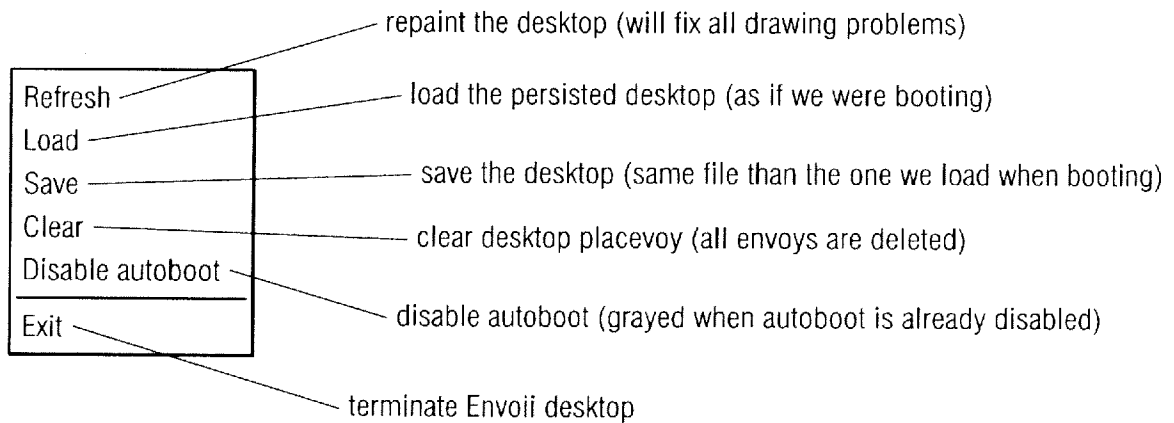 repaint the desktop (will fix all drawing problems)
Refresh
load the persisted desktop (as if we were booting)
Load
save the desktop (same file than the one we load when booting)
Save
clear desktop placevoy (all envoys are deleted)
Clear
Disable autoboot
disable autoboot (grayed when autoboot is already disabled)
Exit
terminate Envoii desktop